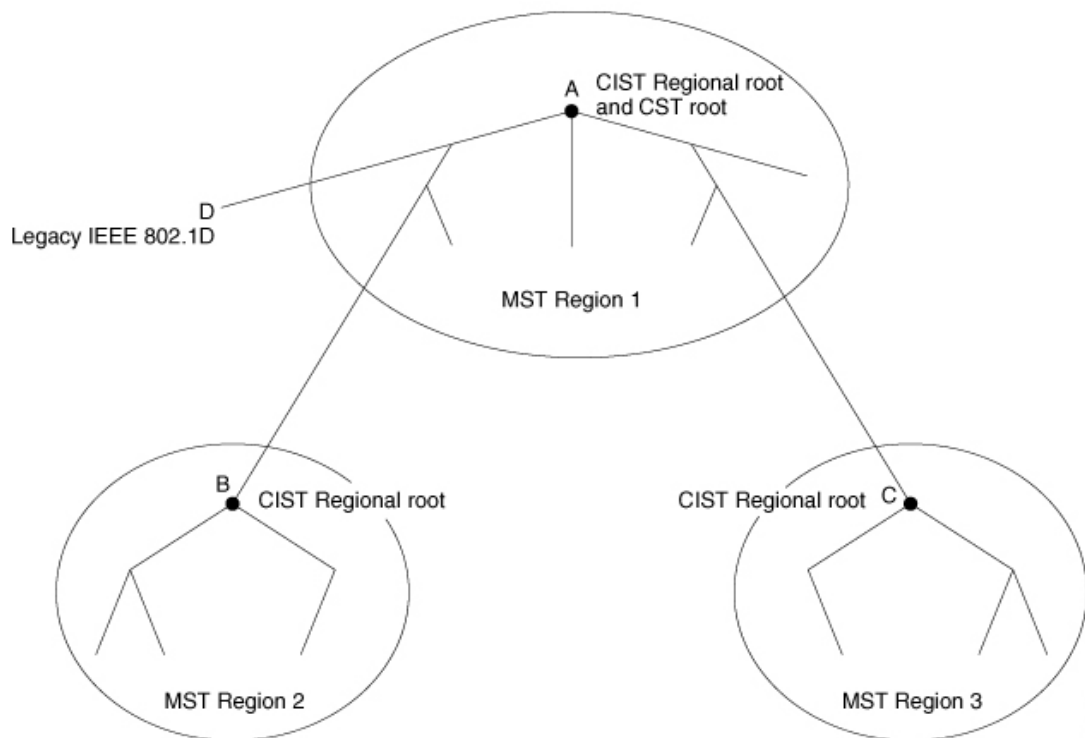 A
CIST Regional root
and CST root
D
Legacy IEEE 802.1D
MST Region 1
B
CIST Regional root
CIST Regional root
C
MST Region 2
MST Region 3